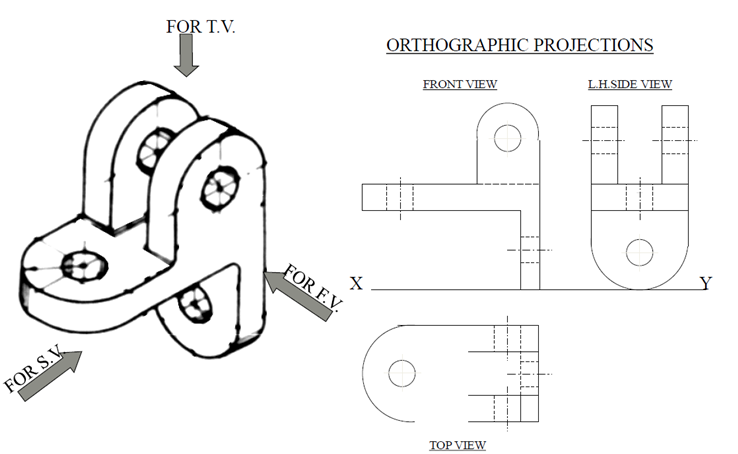 FOR T.V.
ORTHOGRAPHIC PROJECTIONS
FRONT VIEW
L.H.SIDE VIEW
FOR F.V.
X
Y
FOR S.V.
TOP VIEW